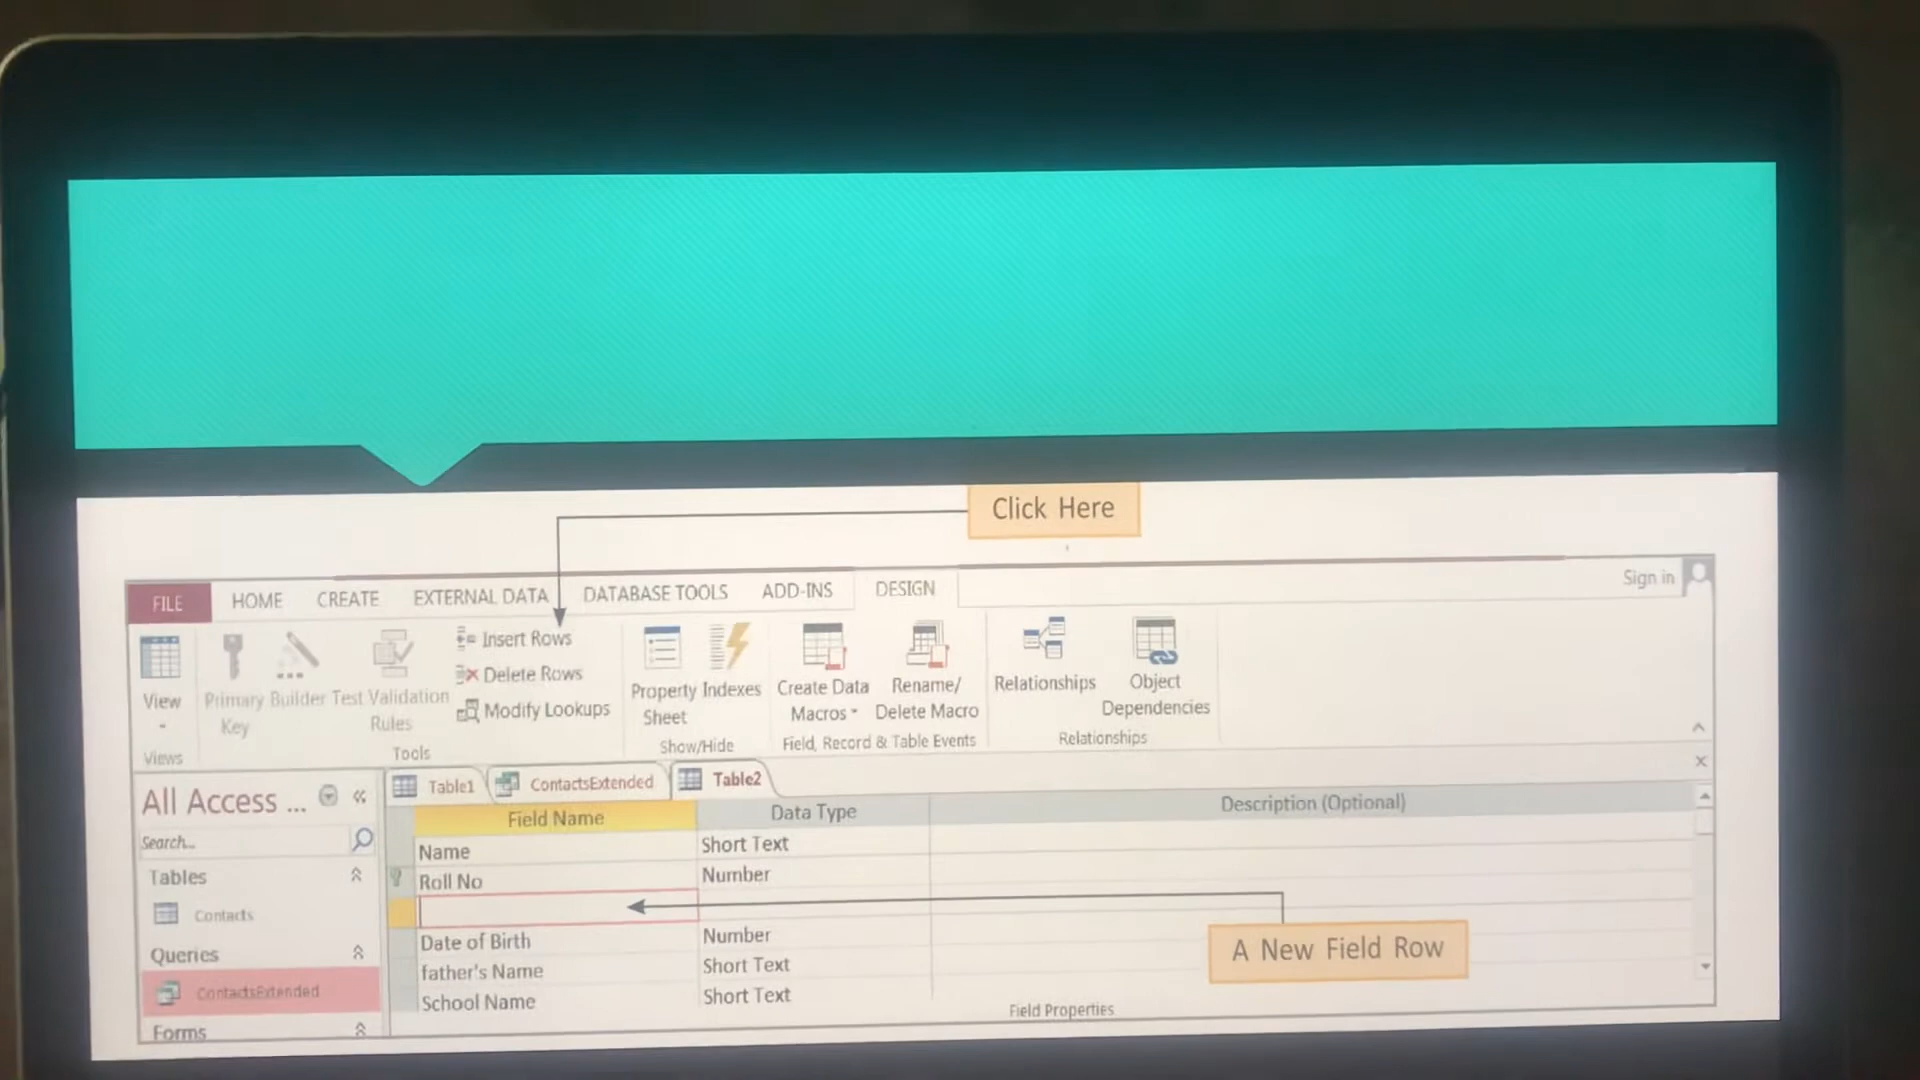 Click Here
Sign in
FILE HOME CREATE EXTERNAL DATA DATABASE TOOLS ADD-INS DESIGN
Insert Rows
Delete Rows
Modify Lookups
View
Primary Key
Builder
Test Validation Rules
Property Sheet
Indexes
Create Data Macros
Rename/ Delete Macro
Relationships
Object Dependencies
Views
Tools
Show/Hide
Field, Record & Table Events
Relationships
All Access ...
Search...
Tables
Contacts
Queries
ContactsExtended
Forms
Table1 ContactsExtended Table2
Field Name Data Type Description (Optional)
Name Short Text
Roll No Number
Date of Birth Number
father's Name Short Text
School Name Short Text
A New Field Row
Field Properties